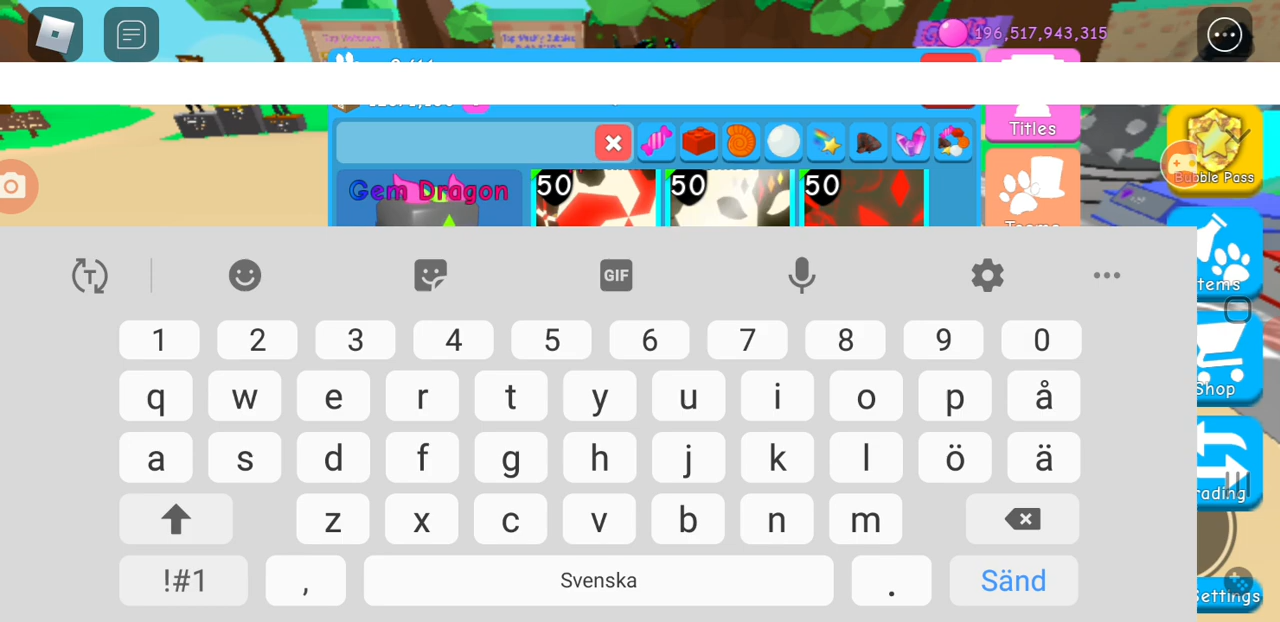 196,517,943,315
Titles
Bubble Pass
Gem Dragon
50
50
50
GIF
1 2 3 4 5 6 7 8 9 0
q w e r t y u i o p å
a s d f g h j k l ö ä
z x c v b n m
!#1 , Svenska . Sänd
tems
Shop
rading
Settings